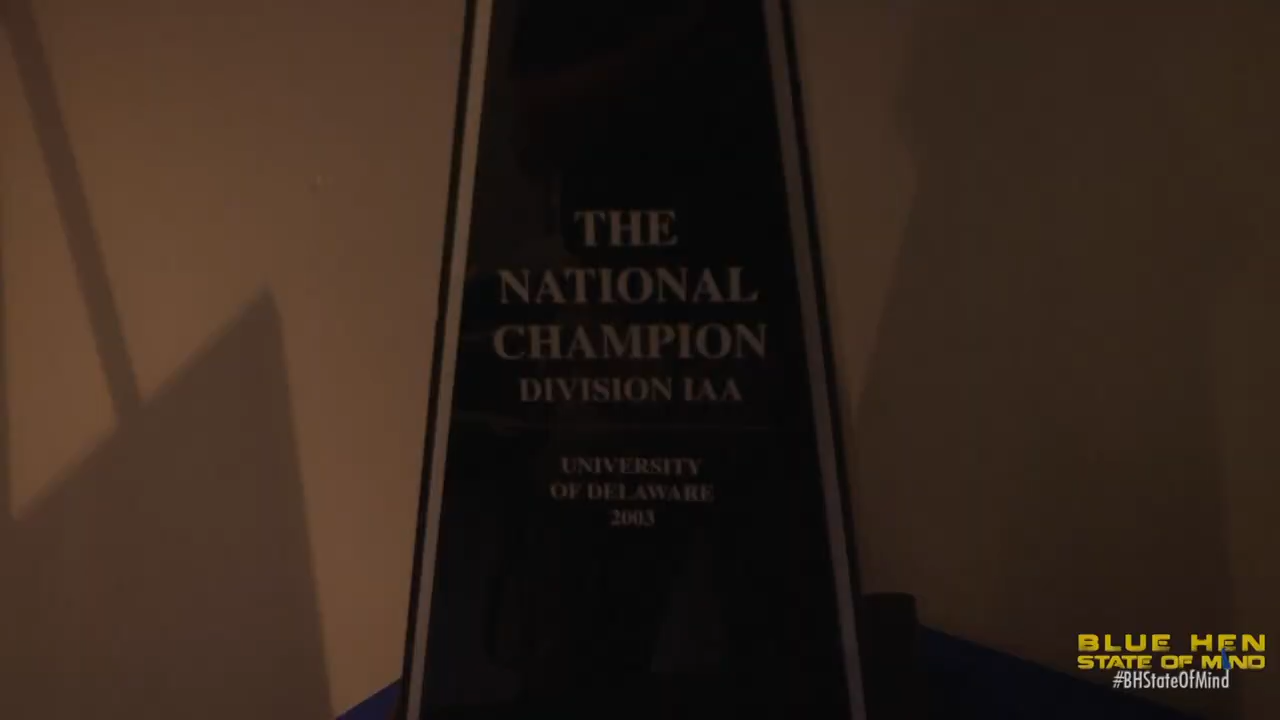 THE
NATIONAL
CHAMPION
DIVISION IAA
UNIVERSITY
OF DELAWARE
2003
BLUE HEN
STATE OF MIND
#BHStateOfMind